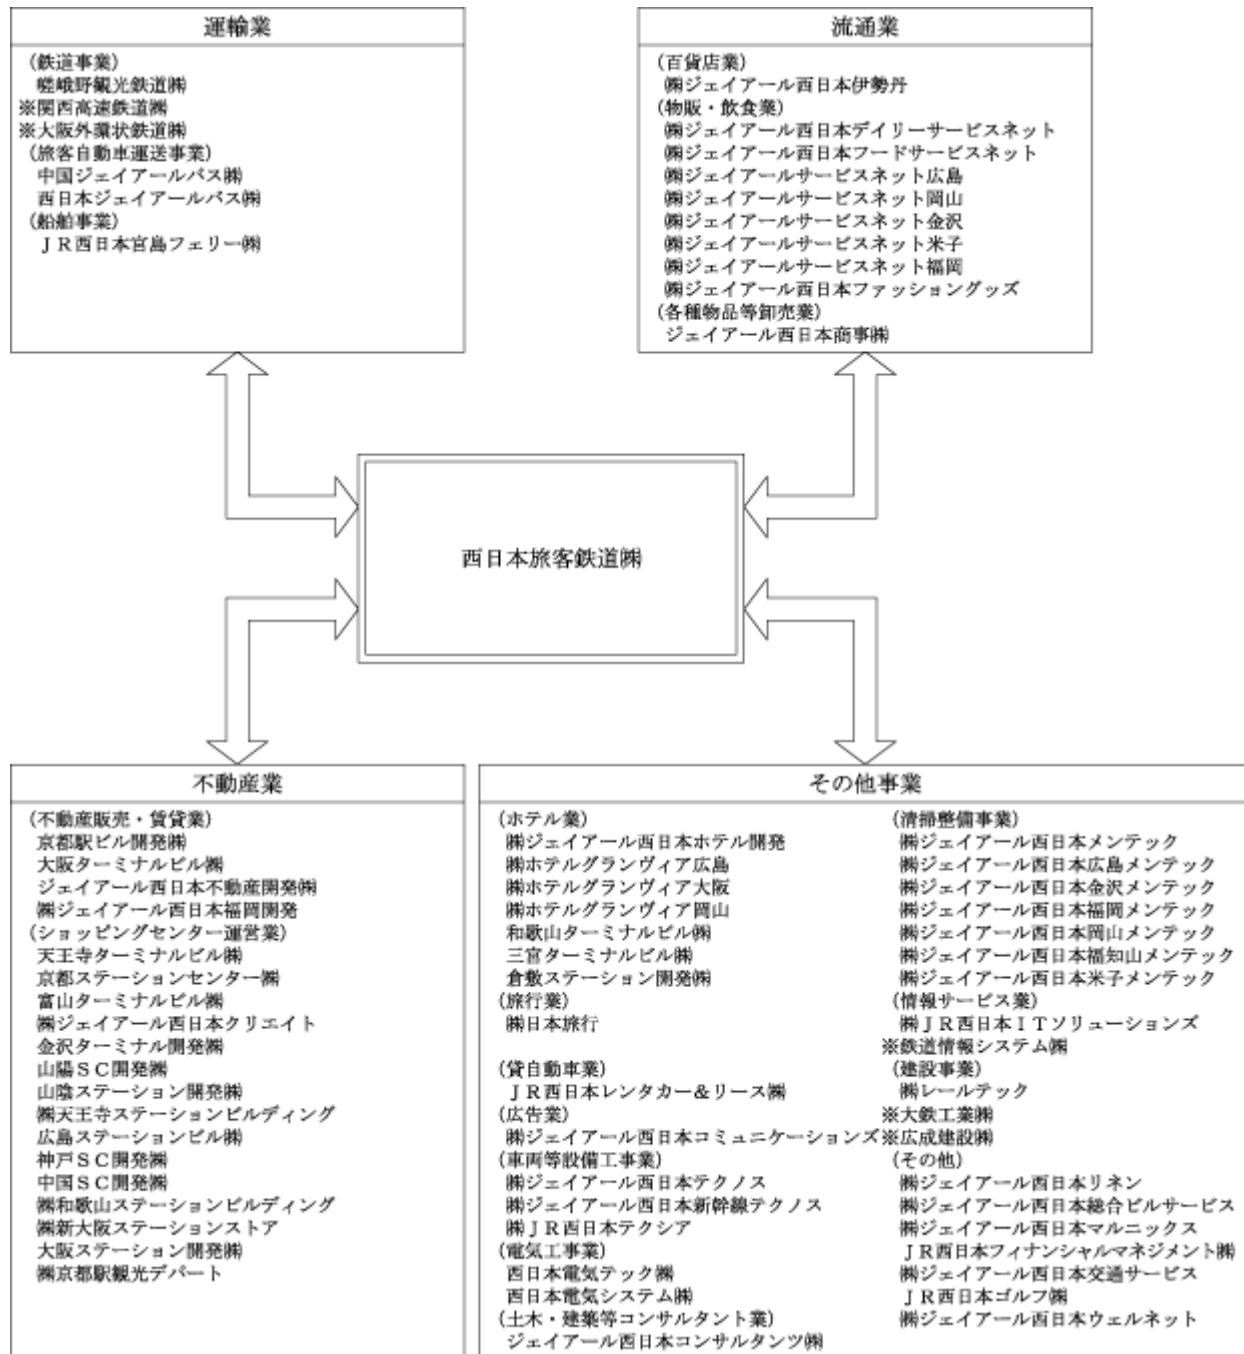 運輸業
(鉄道事業)
嵯峨野観光鉄道㈱
※関西高速鉄道㈱
※大阪外環状鉄道㈱
(旅客自動車運送事業)
中国ジェイアールバス㈱
西日本ジェイアールバス㈱
(船舶事業)
ＪＲ西日本宮島フェリー㈱
流通業
(百貨店業)
㈱ジェイアール西日本伊勢丹
(物販・飲食業)
㈱ジェイアール西日本デイリーサービスネット
㈱ジェイアール西日本フードサービスネット
㈱ジェイアールサービスネット広島
㈱ジェイアールサービスネット岡山
㈱ジェイアールサービスネット金沢
㈱ジェイアールサービスネット米子
㈱ジェイアールサービスネット福岡
㈱ジェイアール西日本ファッショングッズ
(各種物品等卸売業)
ジェイアール西日本商事㈱
西日本旅客鉄道㈱
不動産業
(不動産販売・賃貸業)
京都駅ビル開発㈱
大阪ターミナルビル㈱
ジェイアール西日本不動産開発㈱
㈱ジェイアール西日本福岡開発
(ショッピングセンター運営業)
天王寺ターミナルビル㈱
京都ステーションセンター㈱
富山ターミナルビル㈱
㈱ジェイアール西日本クリエイト
金沢ターミナル開発㈱
山陽ＳＣ開発㈱
山陰ステーション開発㈱
㈱天王寺ステーションビルディング
広島ステーションビル㈱
神戸ＳＣ開発㈱
中国ＳＣ開発㈱
㈱和歌山ステーションビルディング
㈱新大阪ステーションストア
大阪ステーション開発㈱
㈱京都駅観光デパート
その他事業
(ホテル業)
㈱ジェイアール西日本ホテル開発
㈱ホテルグランヴィア広島
㈱ホテルグランヴィア大阪
㈱ホテルグランヴィア岡山
和歌山ターミナルビル㈱
三宮ターミナルビル㈱
倉敷ステーション開発㈱
(旅行業)
㈱日本旅行
(貸自動車業)
ＪＲ西日本レンタカー＆リース㈱
(広告業)
㈱ジェイアール西日本コミュニケーションズ
(車両等設備工事業)
㈱ジェイアール西日本テクノス
㈱ジェイアール西日本新幹線テクノス
㈱ＪＲ西日本テクシア
(電気工事業)
西日本電気テック㈱
西日本電気システム㈱
(土木・建築等コンサルタント業)
ジェイアール西日本コンサルタンツ㈱
(清掃整備事業)
㈱ジェイアール西日本メンテック
㈱ジェイアール西日本広島メンテック
㈱ジェイアール西日本金沢メンテック
㈱ジェイアール西日本福岡メンテック
㈱ジェイアール西日本岡山メンテック
㈱ジェイアール西日本福知山メンテック
㈱ジェイアール西日本米子メンテック
(情報サービス業)
㈱ＪＲ西日本ＩＴソリューションズ
※鉄道情報システム㈱
(建設事業)
㈱レールテック
※大鉄工業㈱
※広成建設㈱
(その他)
㈱ジェイアール西日本リネン
㈱ジェイアール西日本総合ビルサービス
㈱ジェイアール西日本マルニックス
ＪＲ西日本フィナンシャルマネジメント㈱
㈱ジェイアール西日本交通サービス
ＪＲ西日本ゴルフ㈱
㈱ジェイアール西日本ウェルネット